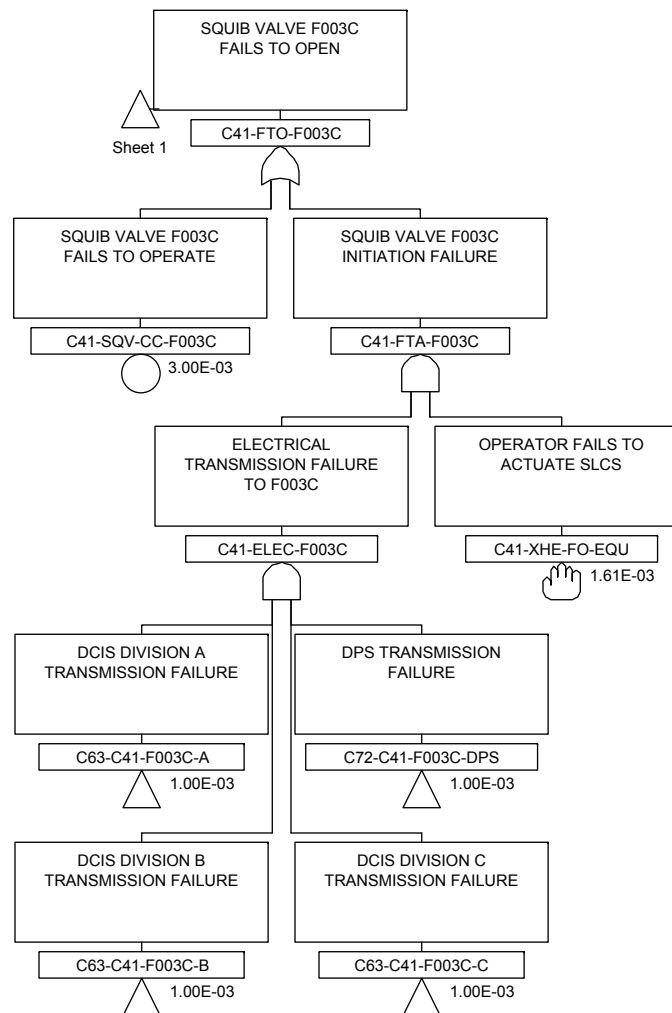 SQUIB VALVE F003C
FAILS TO OPEN
Sheet 1
C41-FTO-F003C
SQUIB VALVE F003C
FAILS TO OPERATE
C41-SQV-CC-F003C
3.00E-03
SQUIB VALVE F003C
INITIATION FAILURE
C41-FTA-F003C
ELECTRICAL
TRANSMISSION FAILURE
TO F003C
C41-ELEC-F003C
OPERATOR FAILS TO
ACTUATE SLCS
C41-XHE-FO-EQU
1.61E-03
DCIS DIVISION A
TRANSMISSION FAILURE
C63-C41-F003C-A
1.00E-03
DPS TRANSMISSION
FAILURE
C72-C41-F003C-DPS
1.00E-03
DCIS DIVISION B
TRANSMISSION FAILURE
C63-C41-F003C-B
1.00E-03
DCIS DIVISION C
TRANSMISSION FAILURE
C63-C41-F003C-C
1.00E-03